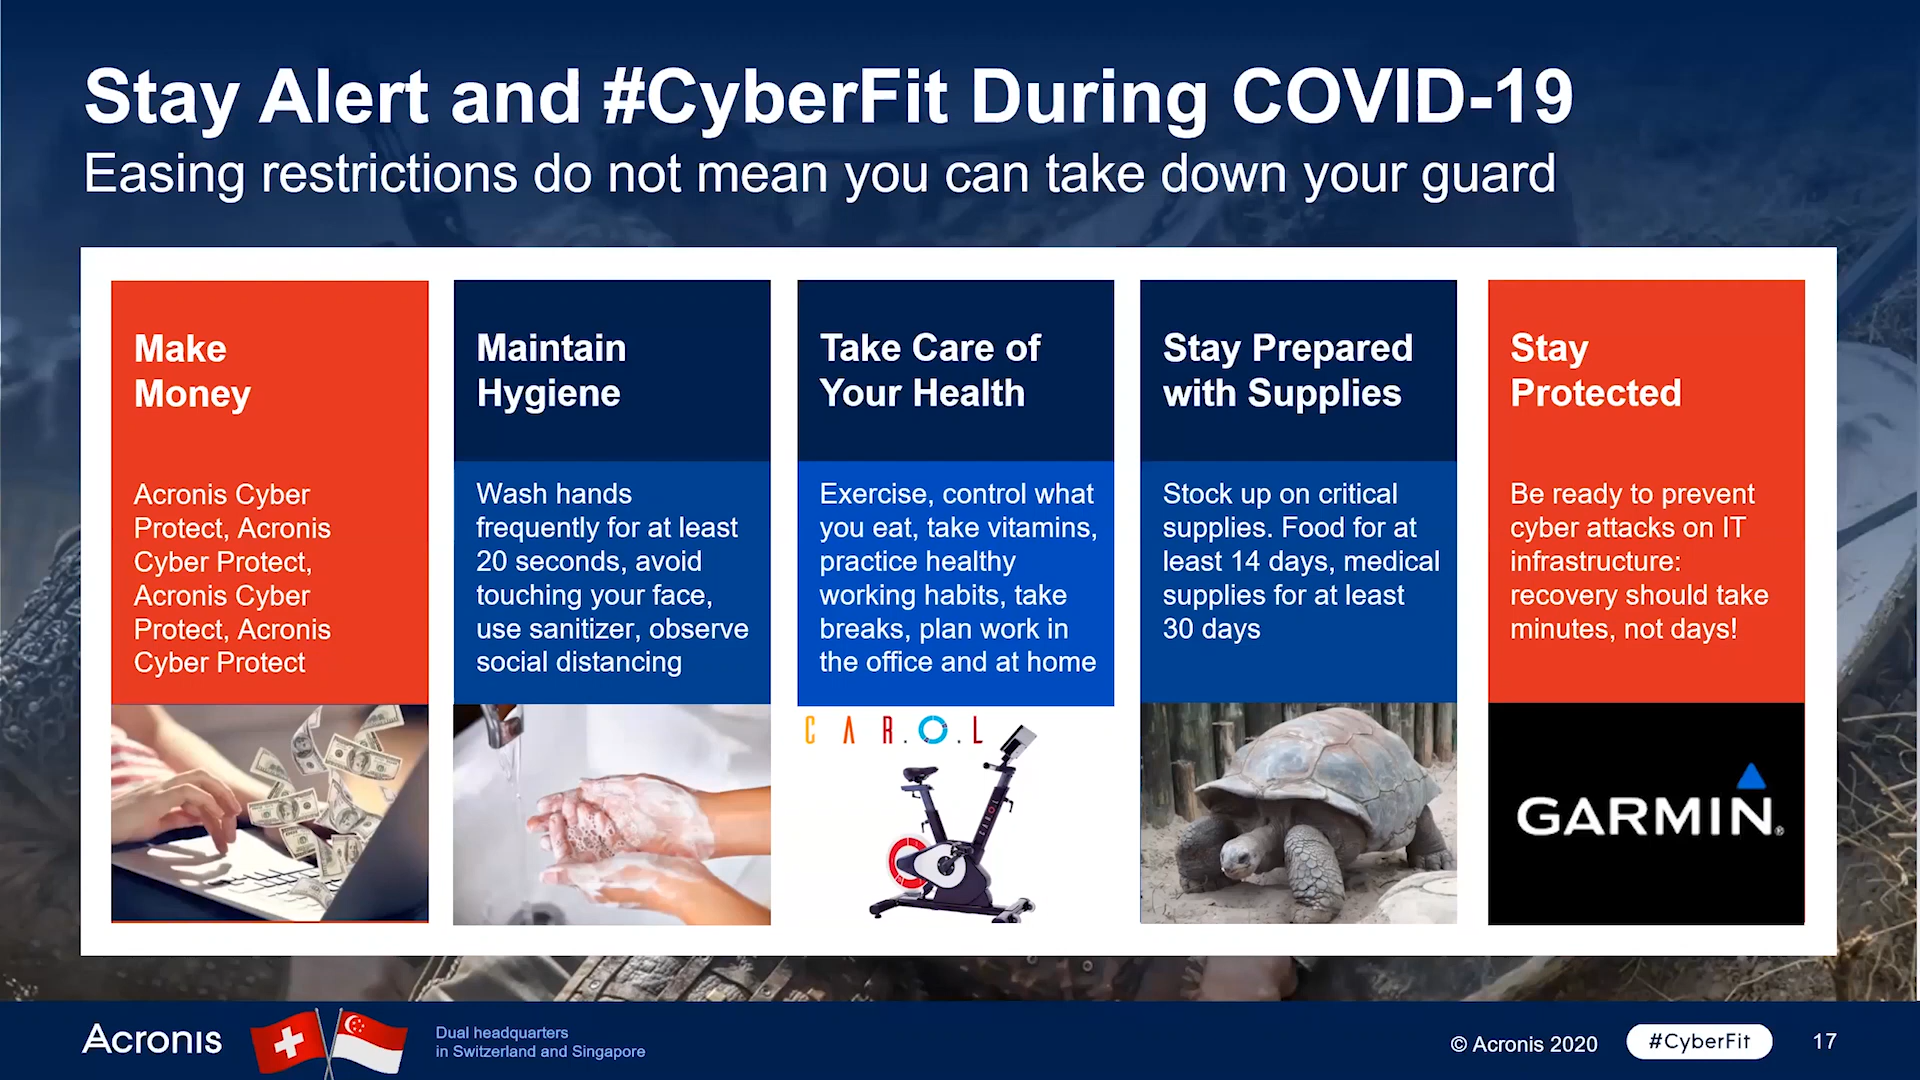 Stay Alert and #CyberFit During COVID-19
Easing restrictions do not mean you can take down your guard
Make
Money
Acronis Cyber
Protect, Acronis
Cyber Protect,
Acronis Cyber
Protect, Acronis
Cyber Protect
Maintain
Hygiene
Wash hands
frequently for at least
20 seconds, avoid
touching your face,
use sanitizer, observe
social distancing
Take Care of
Your Health
Exercise, control what
you eat, take vitamins,
practice healthy
working habits, take
breaks, plan work in
the office and at home
C A R . O . L
Stay Prepared
with Supplies
Stock up on critical
supplies. Food for at
least 14 days, medical
supplies for at least
30 days
Stay
Protected
Be ready to prevent
cyber attacks on IT
infrastructure:
recovery should take
minutes, not days!
GARMIN®
Acronis
Dual headquarters
in Switzerland and Singapore
© Acronis 2020
#CyberFit
17